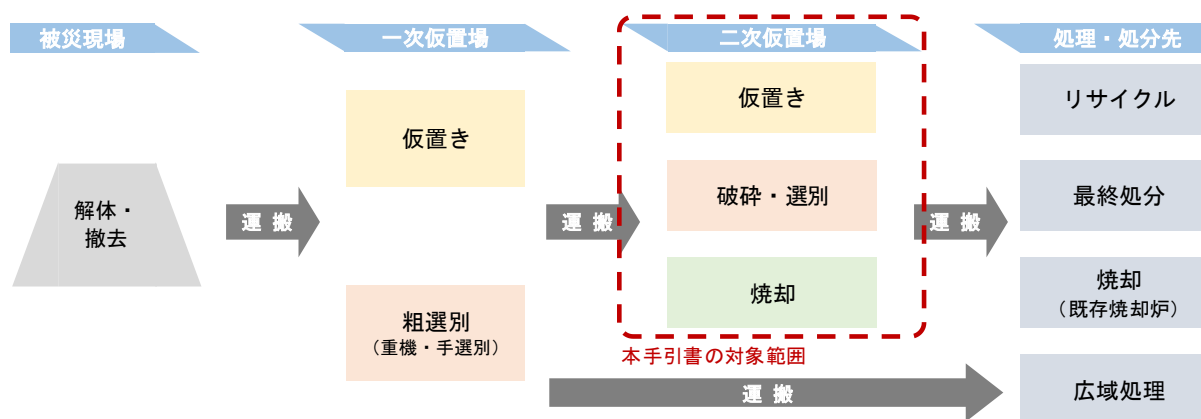 被災現場
一次仮置場
二次仮置場
処理・処分先
解体・
撤去
運 搬
仮置き
粗選別
(重機・手選別)
運 搬
仮置き
破砕・選別
焼却
本手引書の対象範囲
運 搬
運 搬
リサイクル
最終処分
焼却
(既存焼却炉)
広域処理